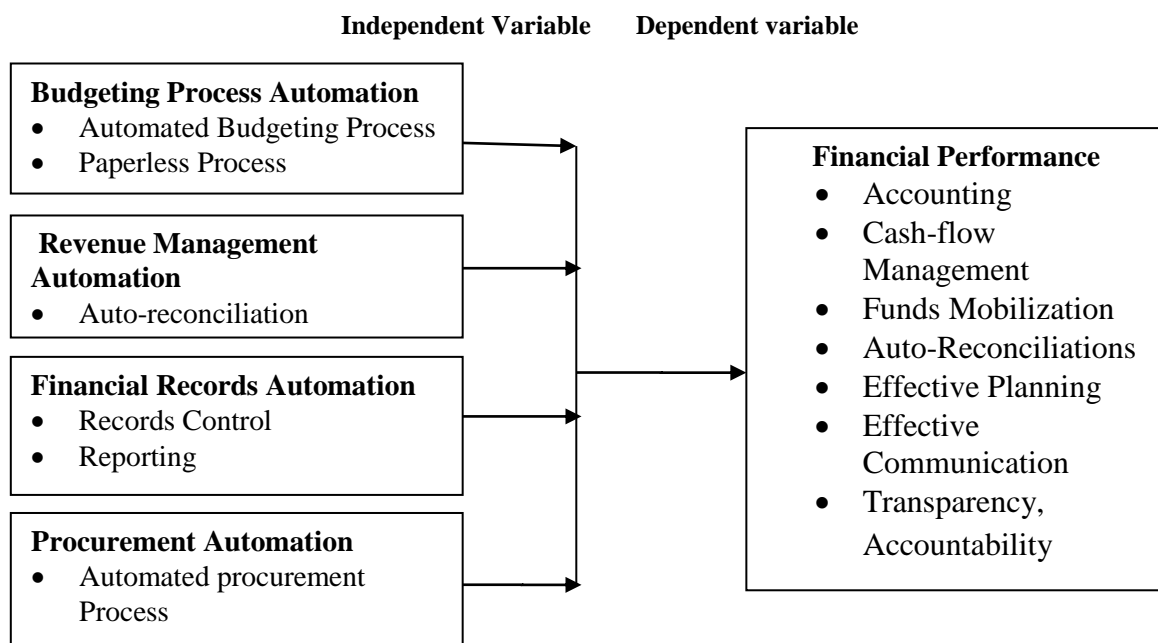 Independent Variable Dependent variable
Budgeting Process Automation
• Automated Budgeting Process
• Paperless Process
Revenue Management
Automation
• Auto-reconciliation
Financial Records Automation
• Records Control
• Reporting
Procurement Automation
• Automated procurement
Process
Financial Performance
• Accounting
• Cash-flow
Management
• Funds Mobilization
• Auto-Reconciliations
• Effective Planning
• Effective
Communication
• Transparency,
Accountability